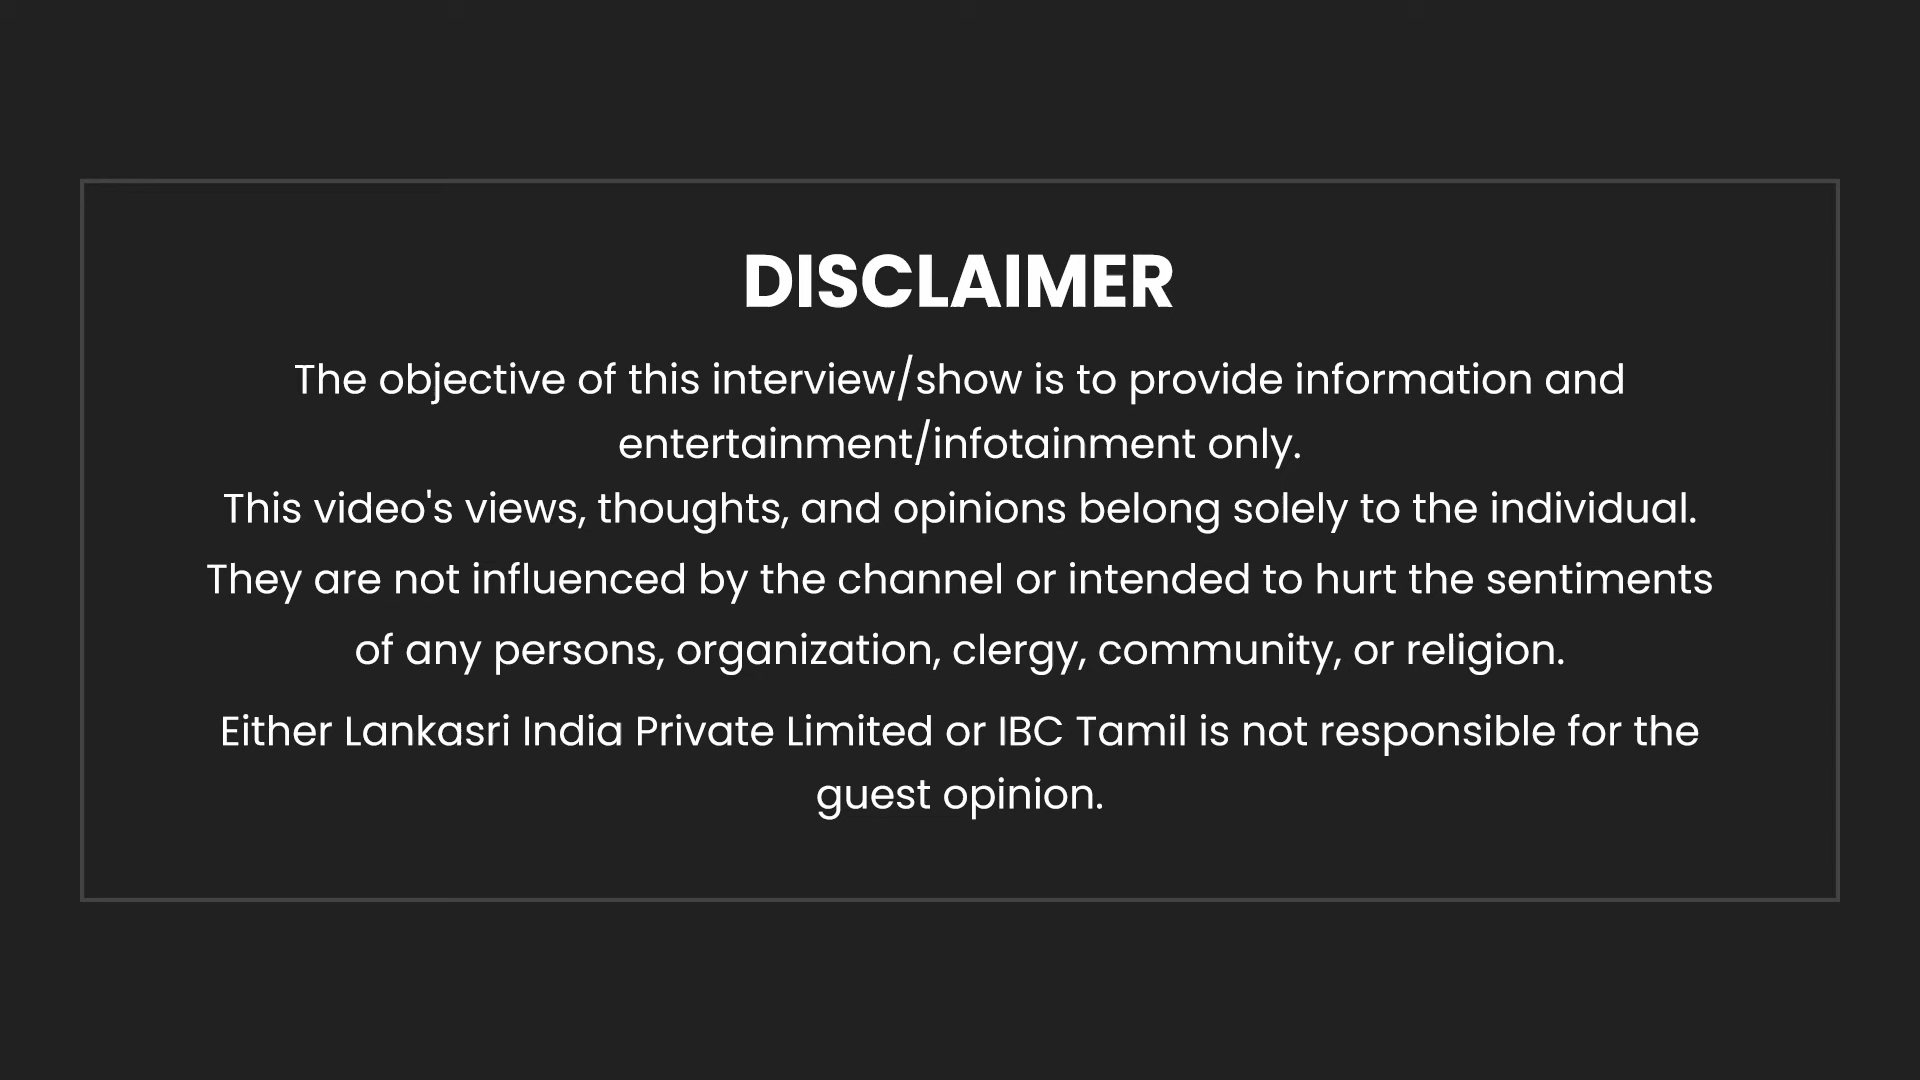 DISCLAIMER
The objective of this interview/show is to provide information and
entertainment/infotainment only.
This video's views, thoughts, and opinions belong solely to the individual.
They are not influenced by the channel or intended to hurt the sentiments
of any persons, organization, clergy, community, or religion.
Either Lankasri India Private Limited or IBC Tamil is not responsible for the
guest opinion.